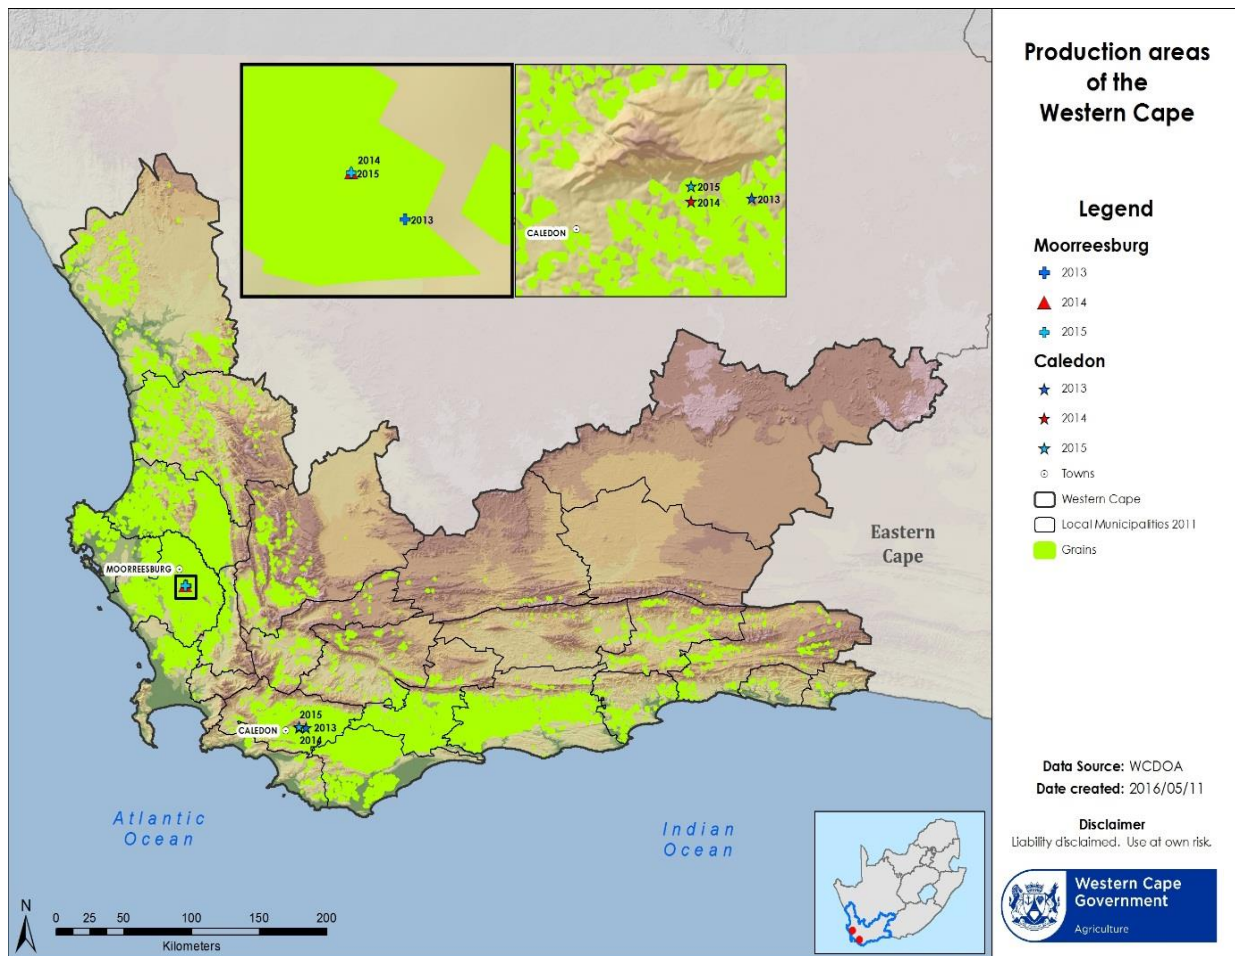 Production areas
of the
Western Cape
2014
2015
2013
2015
2014
2013
CALEDON
Legend
Moorreesburg
2013
2014
2015
Caledon
2013
2014
2015
Towns
Western Cape
Local Municipalities 2011
Grains
Eastern
Cape
MOORREESBURG
2015
CALEDON
2013
2014
Atlantic
Ocean
Indian
Ocean
Data Source: WCDOA
Date created: 2016/05/11
Disclaimer
Liability disclaimed. Use at own risk.
N
0 25 50 100 150 200
Kilometers
Western Cape
Government
Agriculture